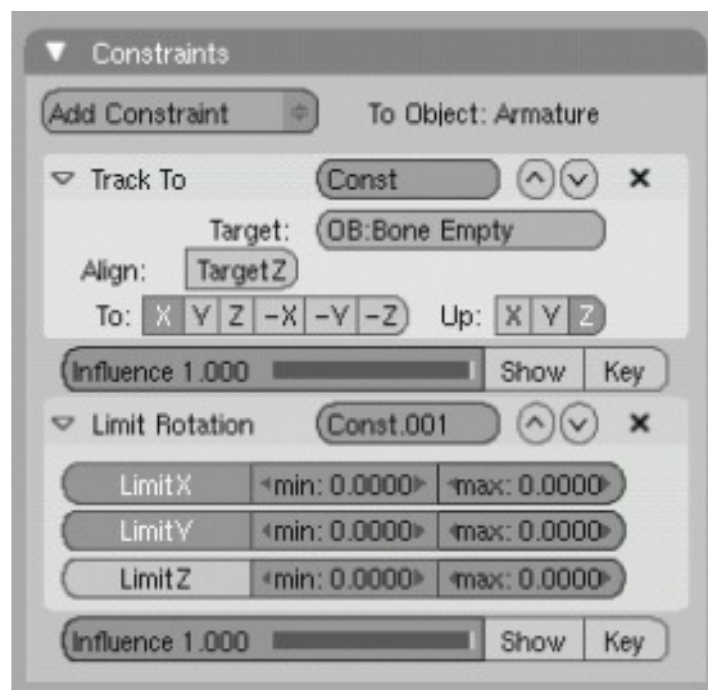 Constraints
Add Constraint To Object: Armature
Track To Const
Target: OB:Bone Empty
Align: TargetZ
To: X Y Z -X -Y -Z Up: X Y Z
Influence 1.000 Show Key
Limit Rotation Const.001
LimitX min: 0.0000 max: 0.0000
LimitY min: 0.0000 max: 0.0000
LimitZ min: 0.0000 max: 0.0000
Influence 1.000 Show Key